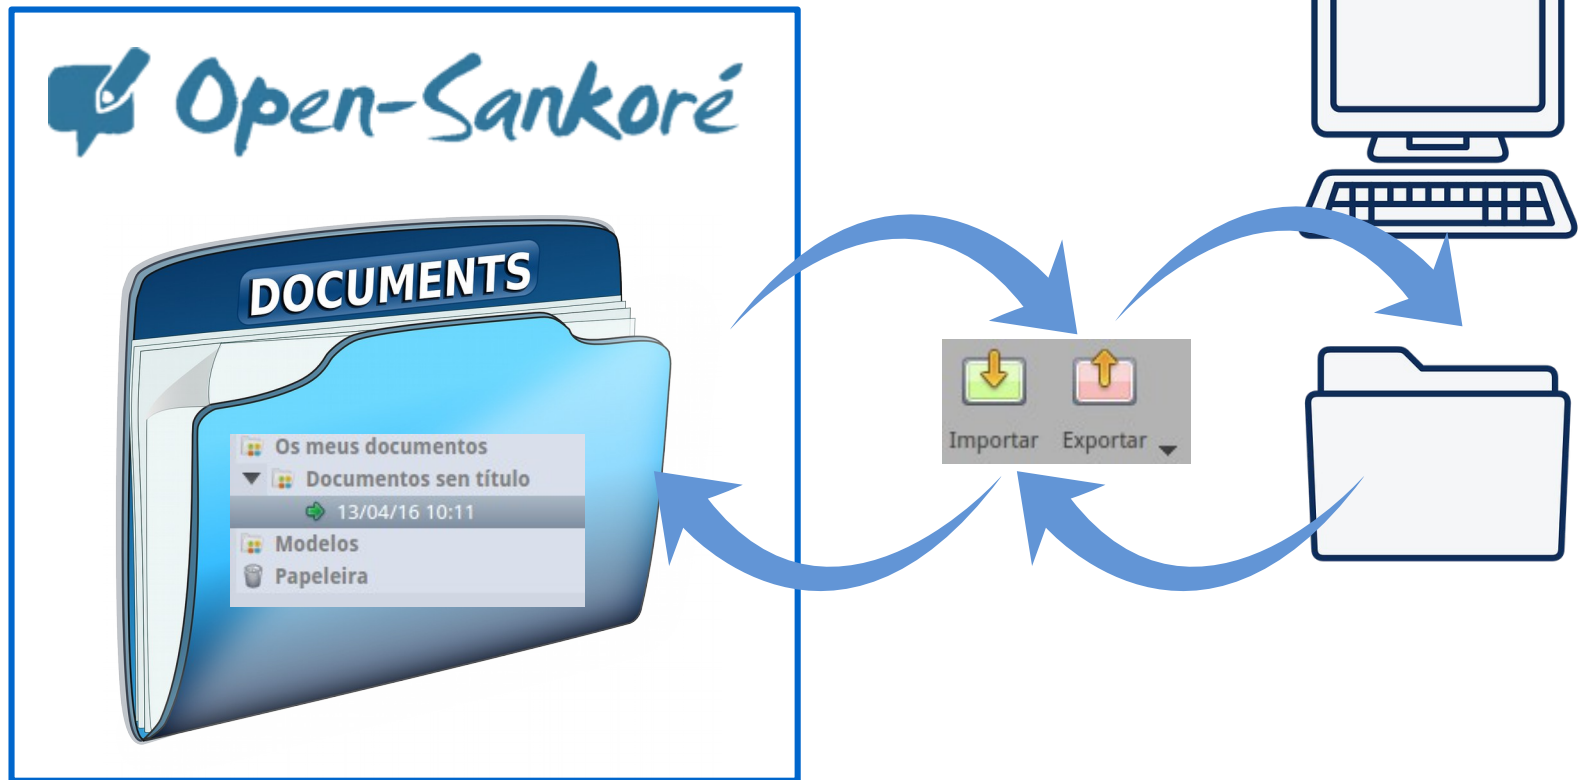 Open-Sankoré
DOCUMENTS
Os meus documentos
Documentos sen título
13/04/16 10:11
Modelos
Papeleira
Importar Exportar